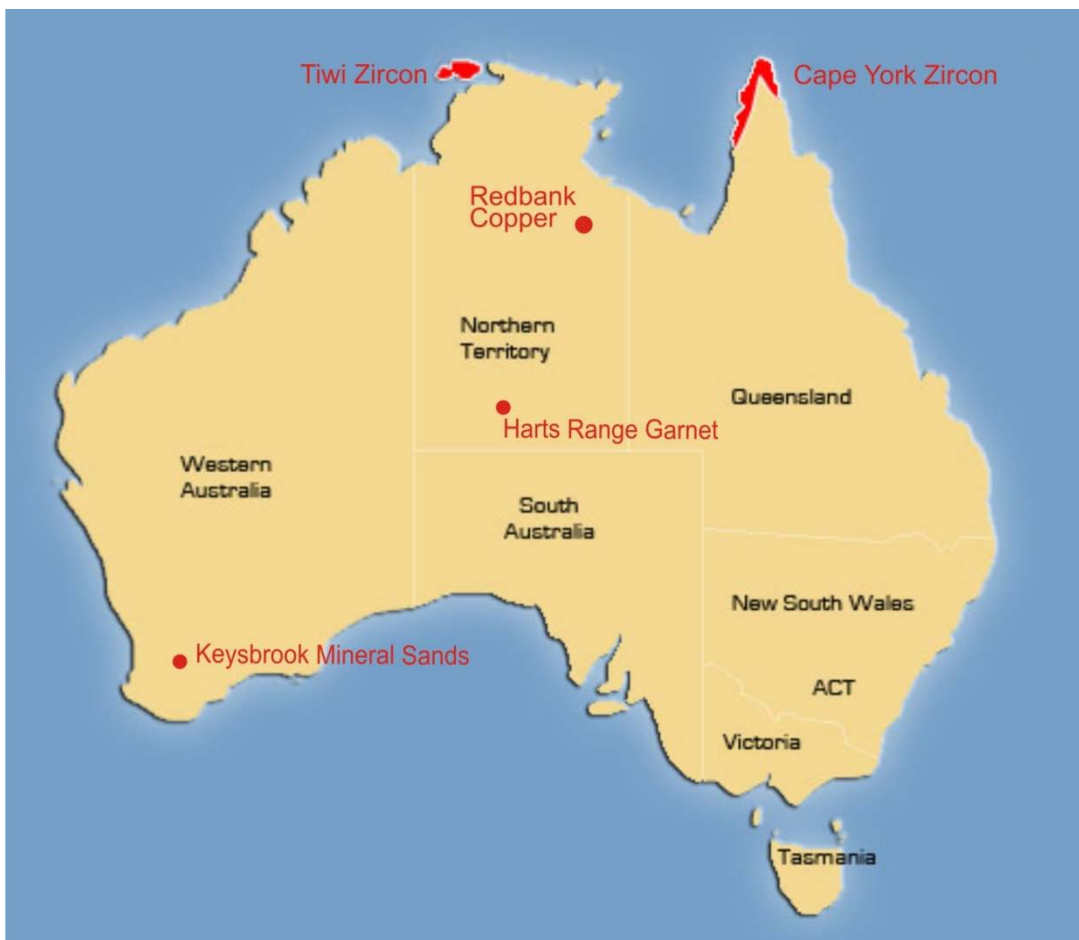 Tiwi Zircon
Cape York Zircon
Redbank
Copper
Northern
Territory
Queensland
Harts Range Garnet
Western
Australia
South
Australia
New South Wales
Keysbrook Mineral Sands
ACT
Victoria
Tasmania